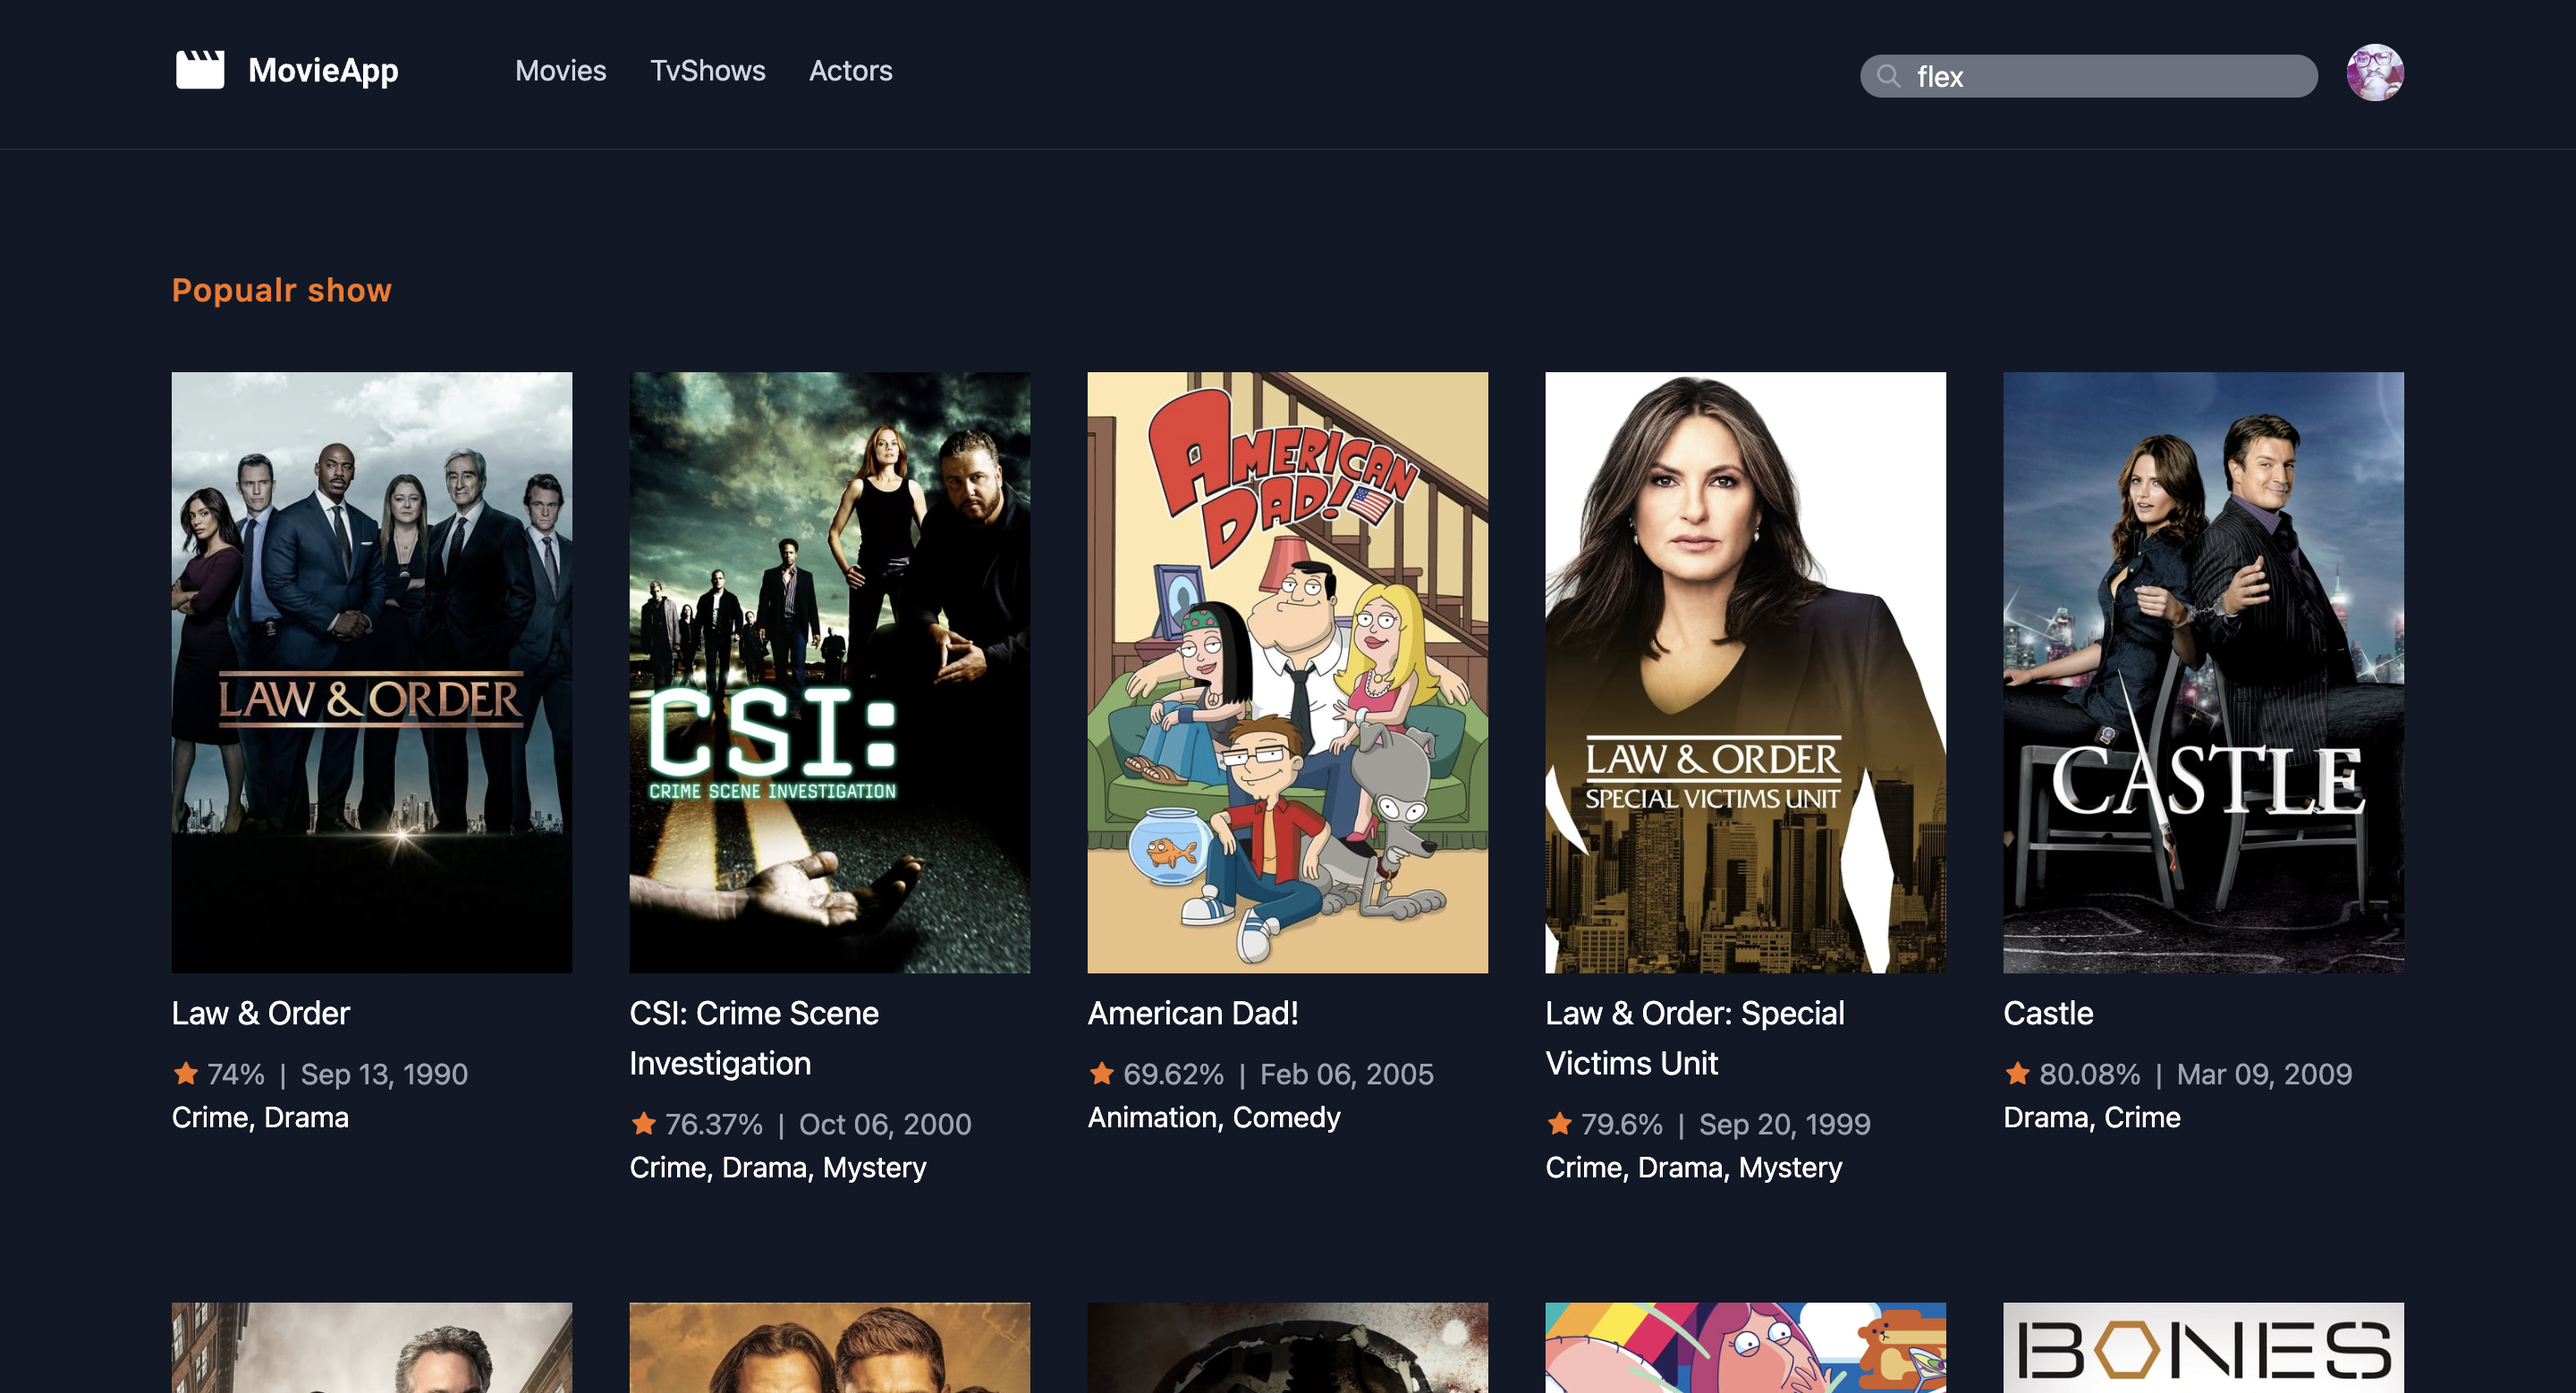 MovieApp
Movies
TvShows
Actors
flex
Popualr show
LAW & ORDER
CSI:
CRIME SCENE INVESTIGATION
AMERICAN
DAD!
LAW & ORDER
SPECIAL VICTIMS UNIT
CASTLE
Law & Order
74% | Sep 13, 1990
Crime, Drama
CSI: Crime Scene
Investigation
76.37% | Oct 06, 2000
Crime, Drama, Mystery
American Dad!
69.62% | Feb 06, 2005
Animation, Comedy
Law & Order: Special
Victims Unit
79.6% | Sep 20, 1999
Crime, Drama, Mystery
Castle
80.08% | Mar 09, 2009
Drama, Crime
BONES